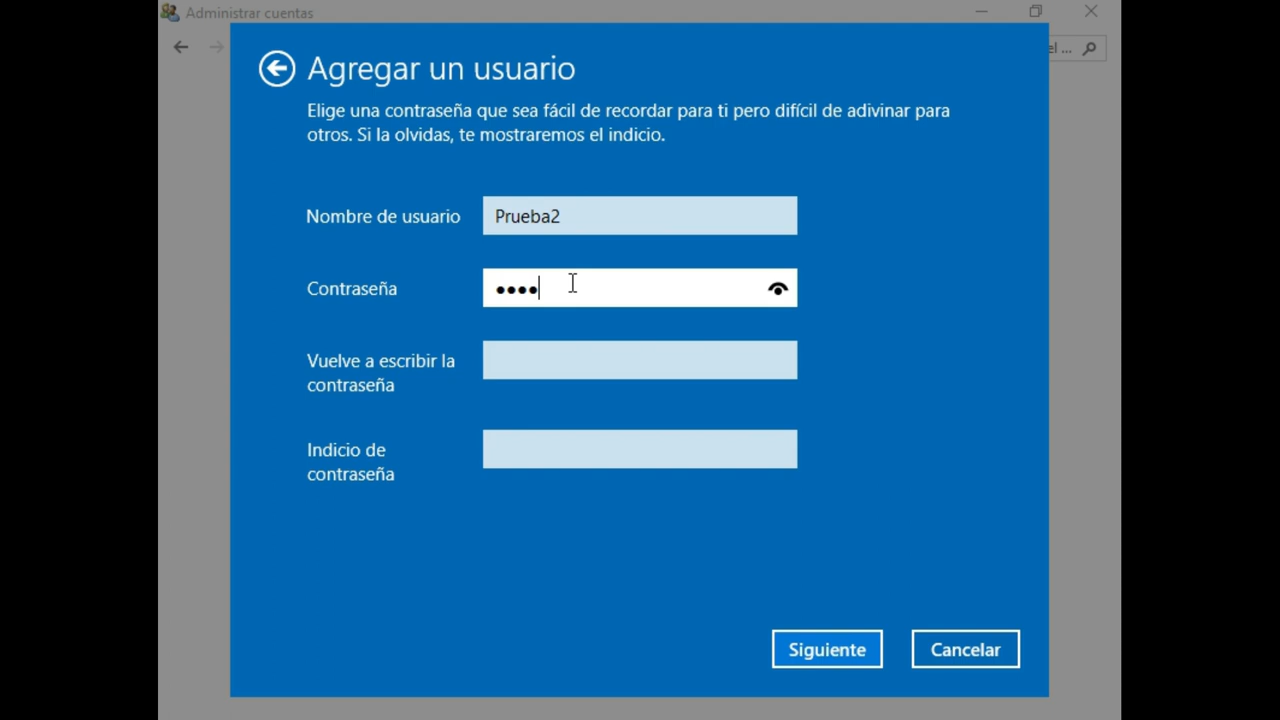 Administrar cuentas
el ...
Agregar un usuario
Elige una contraseña que sea fácil de recordar para ti pero difícil de adivinar para
otros. Si la olvidas, te mostraremos el indicio.
Nombre de usuario
Prueba2
Contraseña
••••
Vuelve a escribir la
contraseña
Indicio de
contraseña
Siguiente
Cancelar